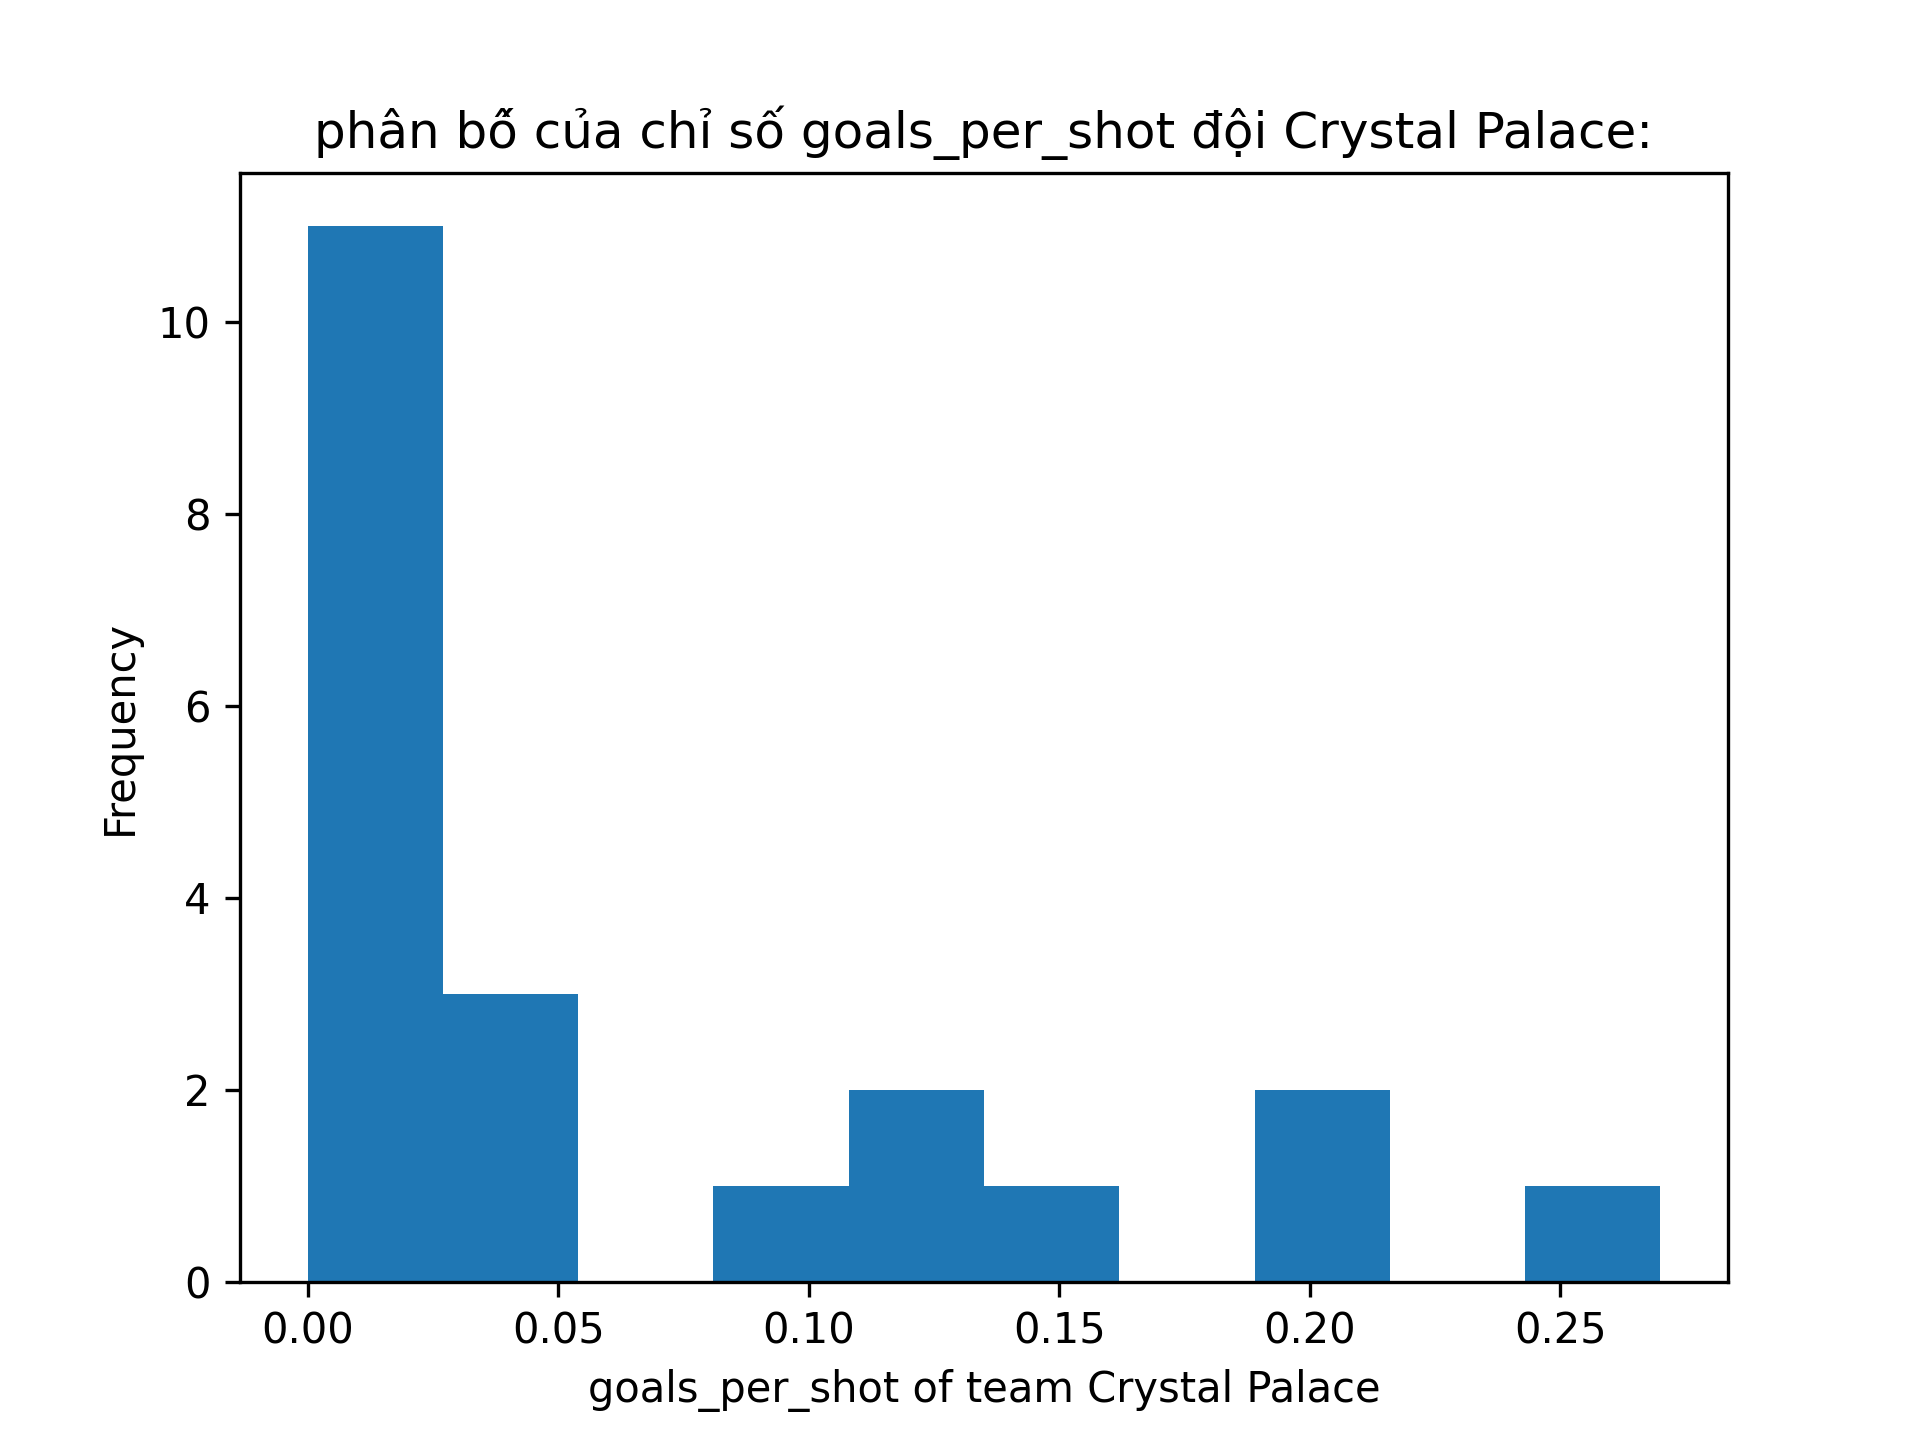 phân bỗ của chỉ số goals_per_shot đội Crystal Palace:
10
8
6
4
2
0
Frequency
0.00 0.05 0.10 0.15 0.20 0.25
goals_per_shot of team Crystal Palace